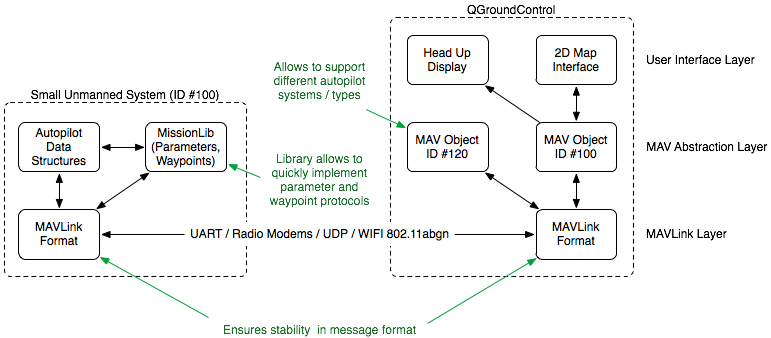 QGroundControl
Head Up
Display
2D Map
Interface
User Interface Layer
Allows to support
different autopilot
systems / types
Small Unmanned System (ID #100)
Autopilot
Data
Structures
MissionLib
(Parameters,
Waypoints)
MAV Object
ID #120
MAV Object
ID #100
MAV Abstraction Layer
Library allows to
quickly implement
parameter and
waypoint protocols
MAVLink
Format
UART / Radio Modems / UDP / WIFI 802.11abgn
MAVLink
Format
MAVLink Layer
Ensures stability in message format